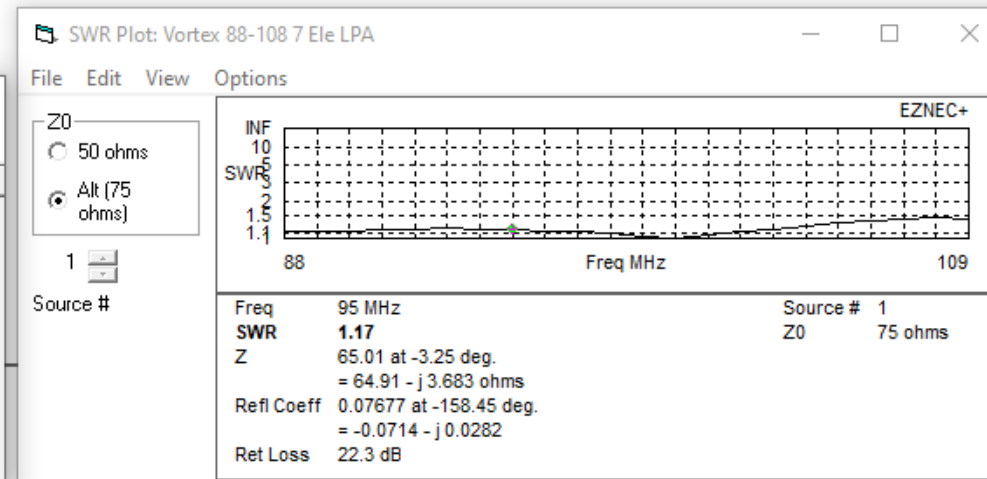 SWR Plot: Vortex 88-108 7 Ele LPA
File Edit View Options
Z0
50 ohms
Alt (75
ohms)
1
Source #
EZNEC+
INF
10
5
SWR
3
2
1.5
1.1
1
88 Freq MHz 109
Freq 95 MHz Source # 1
SWR 1.17 Z0 75 ohms
Z 65.01 at -3.25 deg.
= 64.91 - j 3.683 ohms
Refl Coeff 0.07677 at -158.45 deg.
= -0.0714 - j 0.0282
Ret Loss 22.3 dB